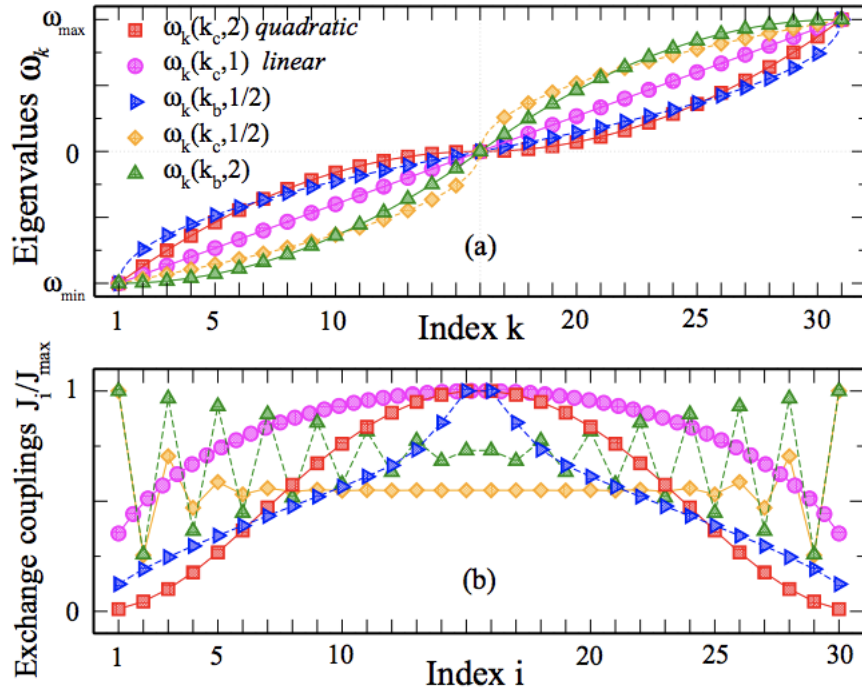 ω_max
ω_k(k_c,2) quadratic
ω_k(k_c,1) linear
ω_k(k_b,1/2)
ω_k(k_c,1/2)
ω_k(k_b,2)
0
ω_min
Eigenvalues ω_k
(a)
1 5 10 20 25 30
Index k
1
0
Exchange couplings J_i/J_max
(b)
1 5 10 20 25 30
Index i